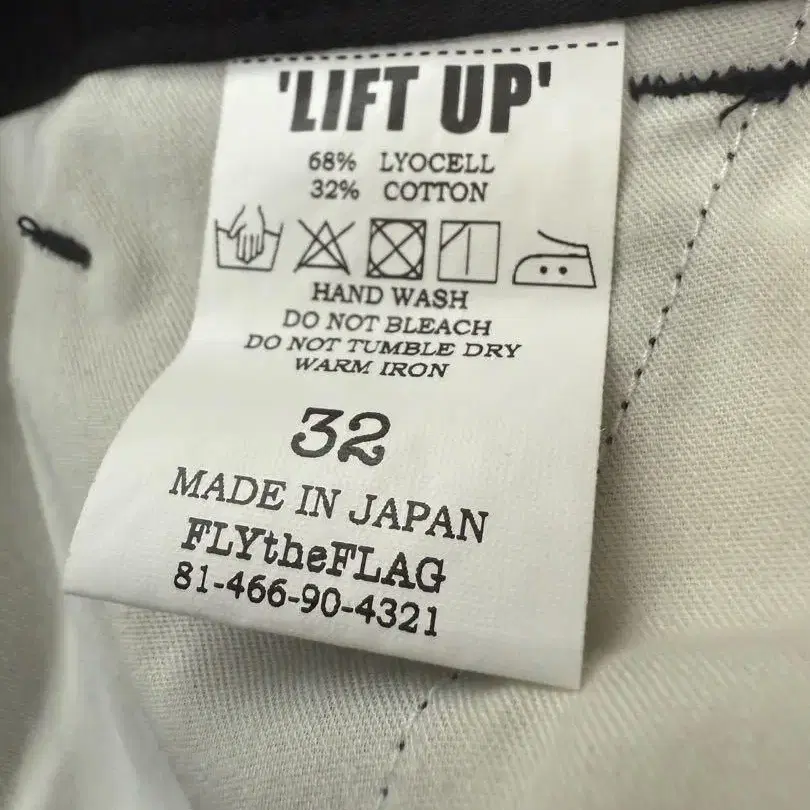 'LIFT UP'
68% LYOCELL
32% COTTON
HAND WASH
DO NOT BLEACH
DO NOT TUMBLE DRY
WARM IRON
32
MADE IN JAPAN
FLYtheFLAG
81-466-90-4321